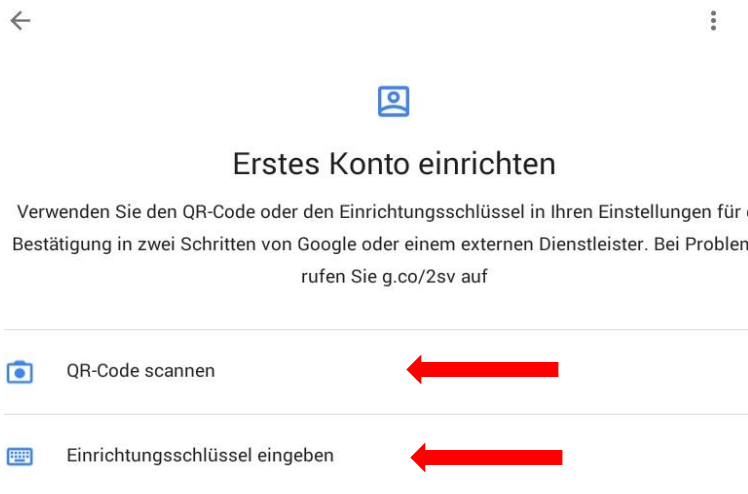 Erstes Konto einrichten
Verwenden Sie den QR-Code oder den Einrichtungsschlüssel in Ihren Einstellungen für
Bestätigung in zwei Schritten von Google oder einem externen Dienstleister. Bei
rufen Sie g.co/2sv auf
QR-Code scannen
Einrichtungsschlüssel eingeben